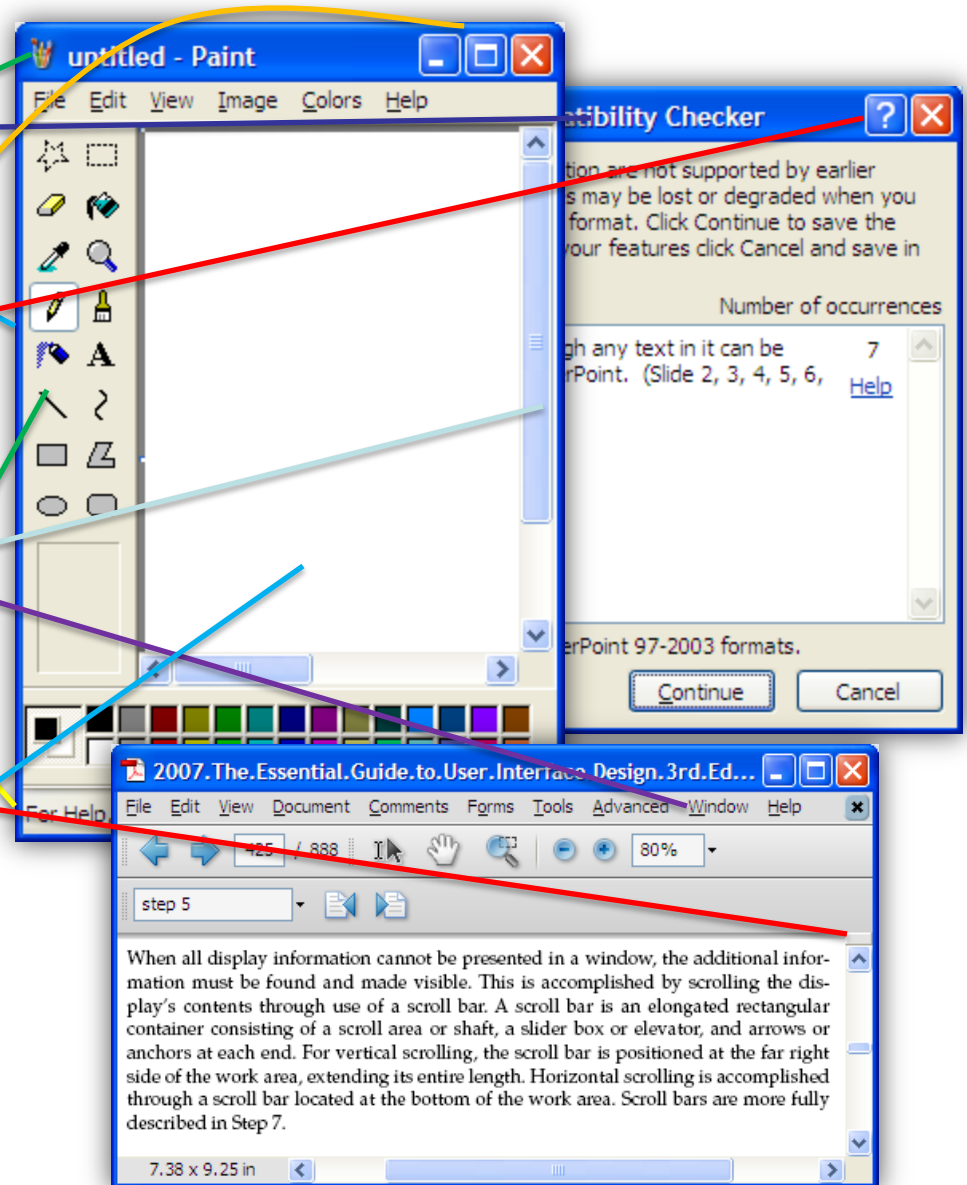 untitled - Paint
File Edit View Image Colors Help
A
For Help,
atibility Checker
?
tion are not supported by earlier
s may be lost or degraded when you
format. Click Continue to save the
your features click Cancel and save in
Number of occurrences
gh any text in it can be 7
rPoint. (Slide 2, 3, 4, 5, 6, Help
erPoint 97-2003 formats.
Continue Cancel
2007.The.Essential.Guide.to.User.Interface.Design.3rd.Ed...
File Edit View Document Comments Forms Tools Advanced Window Help
425 / 888 80%
step 5
When all display information cannot be presented in a window, the additional infor-
mation must be found and made visible. This is accomplished by scrolling the dis-
play's contents through use of a scroll bar. A scroll bar is an elongated rectangular
container consisting of a scroll area or shaft, a slider box or elevator, and arrows or
anchors at each end. For vertical scrolling, the scroll bar is positioned at the far right
side of the work area, extending its entire length. Horizontal scrolling is accomplished
through a scroll bar located at the bottom of the work area. Scroll bars are more fully
described in Step 7.
7.38 x 9.25 in